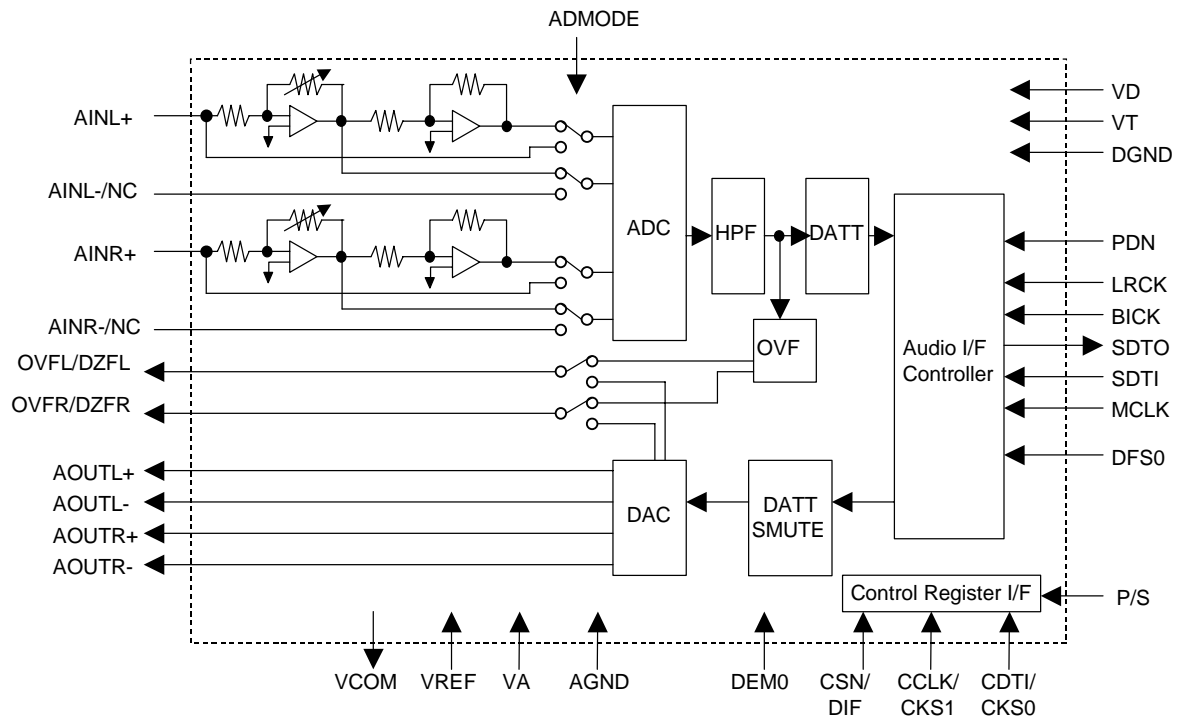 ADMODE
AINL+
AINL-/NC
AINR+
AINR-/NC
OVFL/DZFL
OVFR/DZFR
AOUTL+
AOUTL-
AOUTR+
AOUTR-
ADC
HPF
DATT
OVF
Audio I/F
Controller
DAC
DATT
SMUTE
Control Register I/F
VD
VT
DGND
PDN
LRCK
BICK
SDTO
SDTI
MCLK
DFS0
P/S
VCOM
VREF
VA
AGND
DEM0
CSN/
DIF
CCLK/
CKS1
CDTI/
CKS0